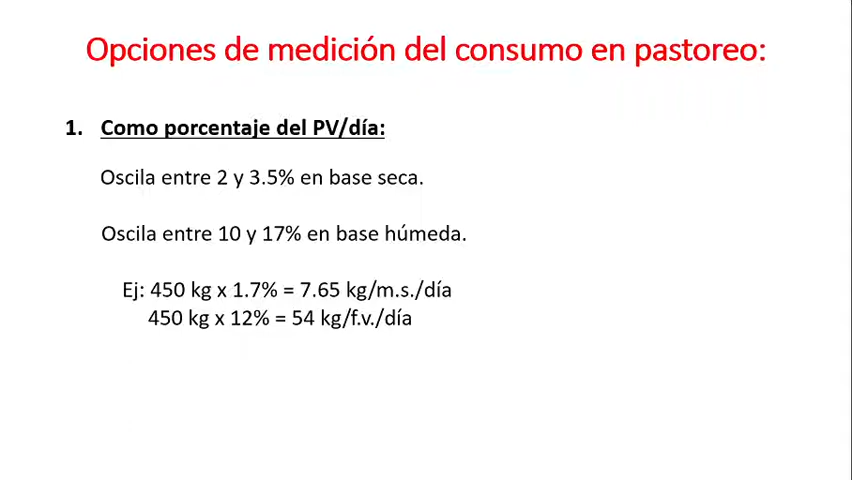 Opciones de medición del consumo en pastoreo:
1. Como porcentaje del PV/día:
Oscila entre 2 y 3.5% en base seca.
Oscila entre 10 y 17% en base húmeda.
Ej: 450 kg x 1.7% = 7.65 kg/m.s./día
450 kg x 12% = 54 kg/f.v./día